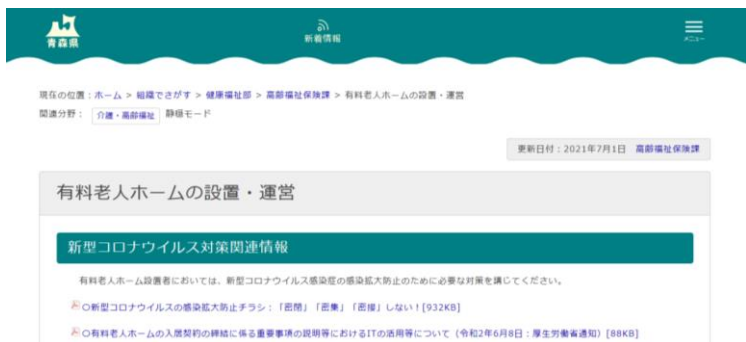 青森県
新着情報
メニュー
現在の位置：ホーム > 組織でさがす > 健康福祉部 > 高齢福祉保険課 > 有料老人ホームの設置・運営
関連分野： 介護・高齢福祉 静穏モード
更新日付：2021年7月1日 高齢福祉保険課
有料老人ホームの設置・運営
新型コロナウイルス対策関連情報
有料老人ホーム設置者においては、新型コロナウイルス感染症の感染拡大防止のために必要な対策を講じてください。
○新型コロナウイルスの感染拡大防止チラシ：「密閉」「密集」「密接」しない！[932KB]
○有料老人ホームの入居契約の締結に係る重要事項の説明等におけるITの活用等について（令和2年6月8日：厚生労働省通知）[88KB]